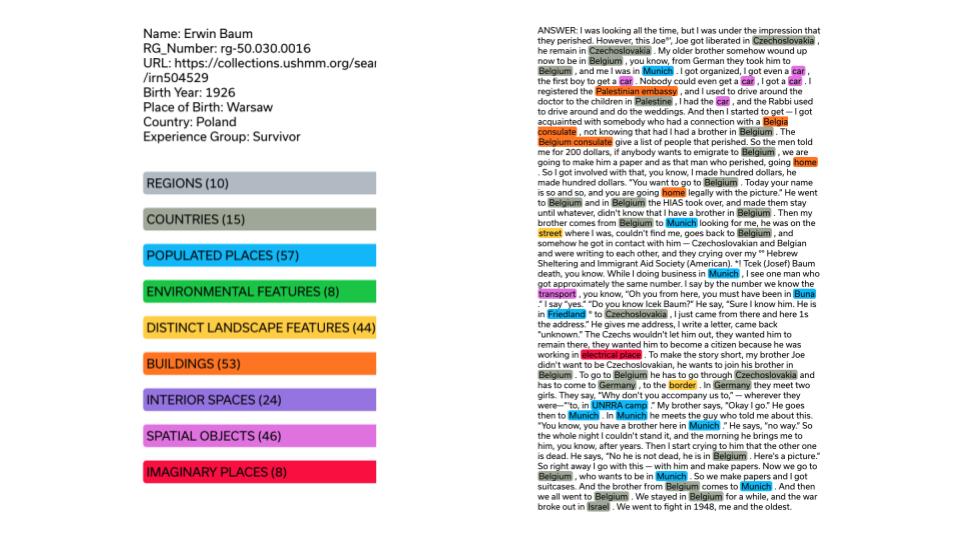 Name: Erwin Baum
RG_Number: rg-50.030.0016
URL: https://collections.ushmm.org/sear
/irn504529
Birth Year: 1926
Place of Birth: Warsaw
Country: Poland
Experience Group: Survivor
REGIONS (10)
COUNTRIES (15)
POPULATED PLACES (57)
ENVIRONMENTAL FEATURES (8)
DISTINCT LANDSCAPE FEATURES (44)
BUILDINGS (53)
INTERIOR SPACES (24)
SPATIAL OBJECTS (46)
IMAGINARY PLACES (8)
ANSWER: I was looking all the time, but I was under the impression that
they perished. However, this Joe°', Joe got liberated in Czechoslovakia ,
he remain in Czechoslovakia . My older brother somehow wound up
now to be in Belgium , you know, from German they took him to
Belgium , and me I was in Munich . I got organized, I got even a car ,
the first boy to get a car . Nobody could even get a car , I got a car . I
registered the Palestinian embassy , and I used to drive around the
doctor to the children in Palestine , I had the car , and the Rabbi used
to drive around and do the weddings. And then I started to get — I got
acquainted with somebody who had a connection with a Belgia
consulate , not knowing that had I had a brother in Belgium . The
Belgium consulate give a list of people that perished. So the men told
me for 200 dollars, if anybody wants to emigrate to Belgium , we are
going to make him a paper and as that man who perished, going home
. So I got involved with that, you know, I made hundred dollars, he
made hundred dollars. "You want to go to Belgium . Today your name
is so and so, and you are going home legally with the picture." He went
to Belgium and in Belgium the HIAS took over, and made them stay
until whatever, didn't know that I have a brother in Belgium . Then my
brother comes from Belgium to Munich looking for me, he was on the
street where I was, couldn't find me, goes back to Belgium , and
somehow he got in contact with him — Czechoslovakian and Belgian
and were writing to each other, and they crying over my °° Hebrew
Sheltering and Immigrant Aid Society (American). *! Tcek (Josef) Baum
death, you know. While I doing business in Munich , I see one man who
got approximately the same number. I say by the number we know the
transport , you know, "Oh you from here, you must have been in Buna
." I say "yes." "Do you know Icek Baum?" He say, "Sure I know him. He is
in Friedland ° to Czechoslovakia , I just came from there and here 1s
the address." He gives me address, I write a letter, came back
"unknown." The Czechs wouldn't let him out, they wanted him to
remain there, they wanted him to become a citizen because he was
working in electrical place . To make the story short, my brother Joe
didn't want to be Czechoslovakian, he wants to join his brother in
Belgium . To go to Belgium he has to go through Czechoslovakia and
has to come to Germany , to the border . In Germany they meet two
girls. They say, "Why don't you accompany us to," — wherever they
were—"'to, in UNRRA camp ." My brother says, "Okay I go." He goes
then to Munich . In Munich he meets the guy who told me about this.
"You know, you have a brother here in Munich ." He says, "no way." So
the whole night I couldn't stand it, and the morning he brings me to
him, you know, after years. Then I start crying to him that the other one
is dead. He says, "No he is not dead, he is in Belgium . Here's a picture."
So right away I go with this — with him and make papers. Now we go to
Belgium , who wants to be in Munich . So we make papers and I got
suitcases. And the brother from Belgium comes to Munich . And then
we all went to Belgium . We stayed in Belgium for a while, and the war
broke out in Israel . We went to fight in 1948, me and the oldest.